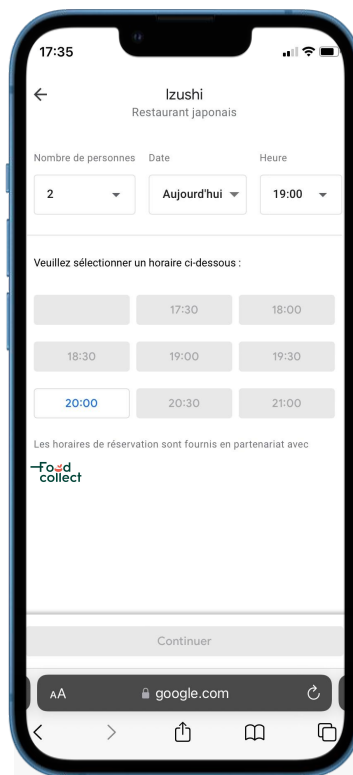 17:35
Izushi
Restaurant japonais
Nombre de personnes Date Heure
2 Aujourd'hui 19:00
Veuillez sélectionner un horaire ci-dessous :
17:30 18:00
18:30 19:00 19:30
20:00 20:30 21:00
Les horaires de réservation sont fournis en partenariat avec
Food
collect
Continuer
AA google.com